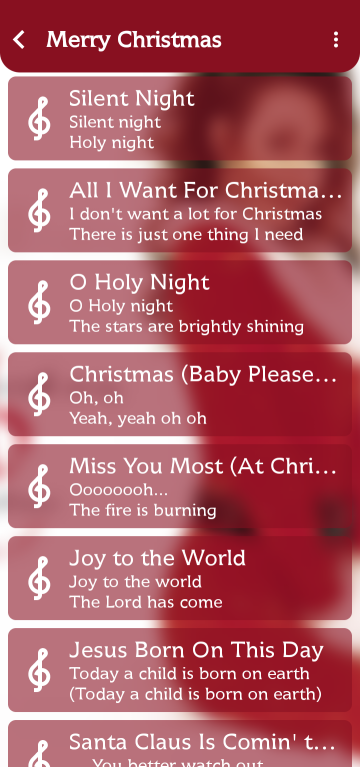 Merry Christmas
Silent Night
Silent night
Holy night
All I Want For Christma...
I don't want a lot for Christmas
There is just one thing I need
O Holy Night
O Holy night
The stars are brightly shining
Christmas (Baby Please...
Oh, oh
Yeah, yeah oh oh
Miss You Most (At Chri...
Oooooooh...
The fire is burning
Joy to the World
Joy to the world
The Lord has come
Jesus Born On This Day
Today a child is born on earth
(Today a child is born on earth)
Santa Claus Is Comin' t...
You better watch out